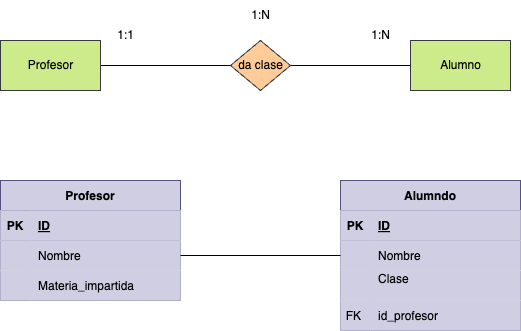 1:N
1:1
1:N
Profesor
da clase
Alumno
Profesor
PK ID
Nombre
Materia_impartida
Alumndo
PK ID
Nombre
Clase
FK id_profesor